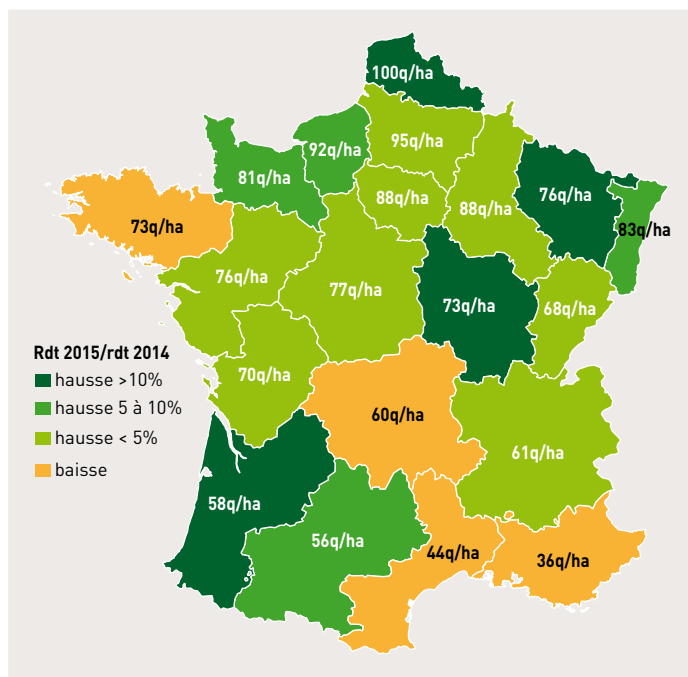 100q/ha
95q/ha
92q/ha
81q/ha
88q/ha
88q/ha
76q/ha
83q/ha
73q/ha
76q/ha
77q/ha
73q/ha
68q/ha
70q/ha
60q/ha
61q/ha
58q/ha
56q/ha
44q/ha
36q/ha
Rdt 2015/rdt 2014
hausse >10%
hausse 5 à 10%
hausse < 5%
baisse